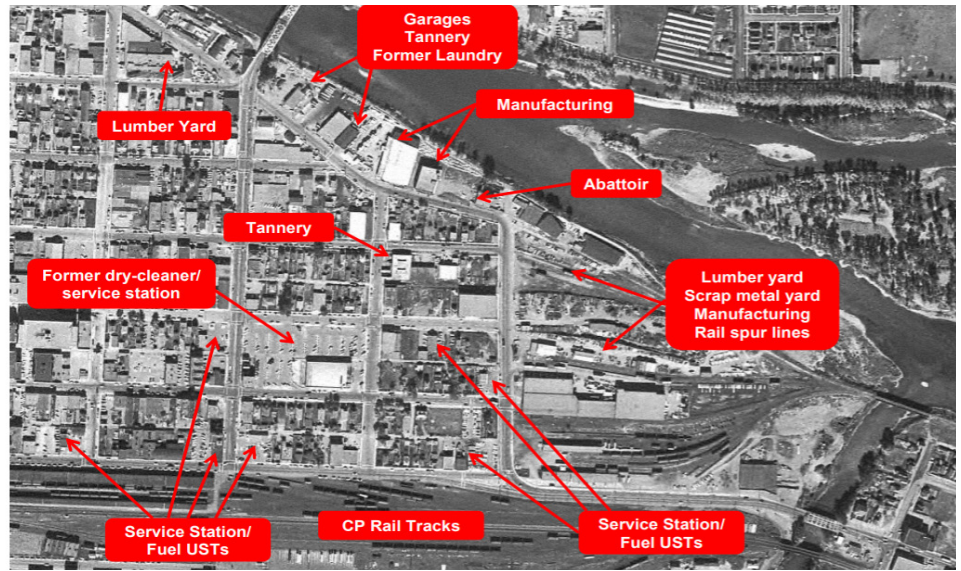 Garages
Tannery
Former Laundry
Manufacturing
Lumber Yard
Abattoir
Tannery
Former dry-cleaner/
service station
Lumber yard
Scrap metal yard
Manufacturing
Rail spur lines
Service Station/
Fuel USTs
CP Rail Tracks
Service Station/
Fuel USTs